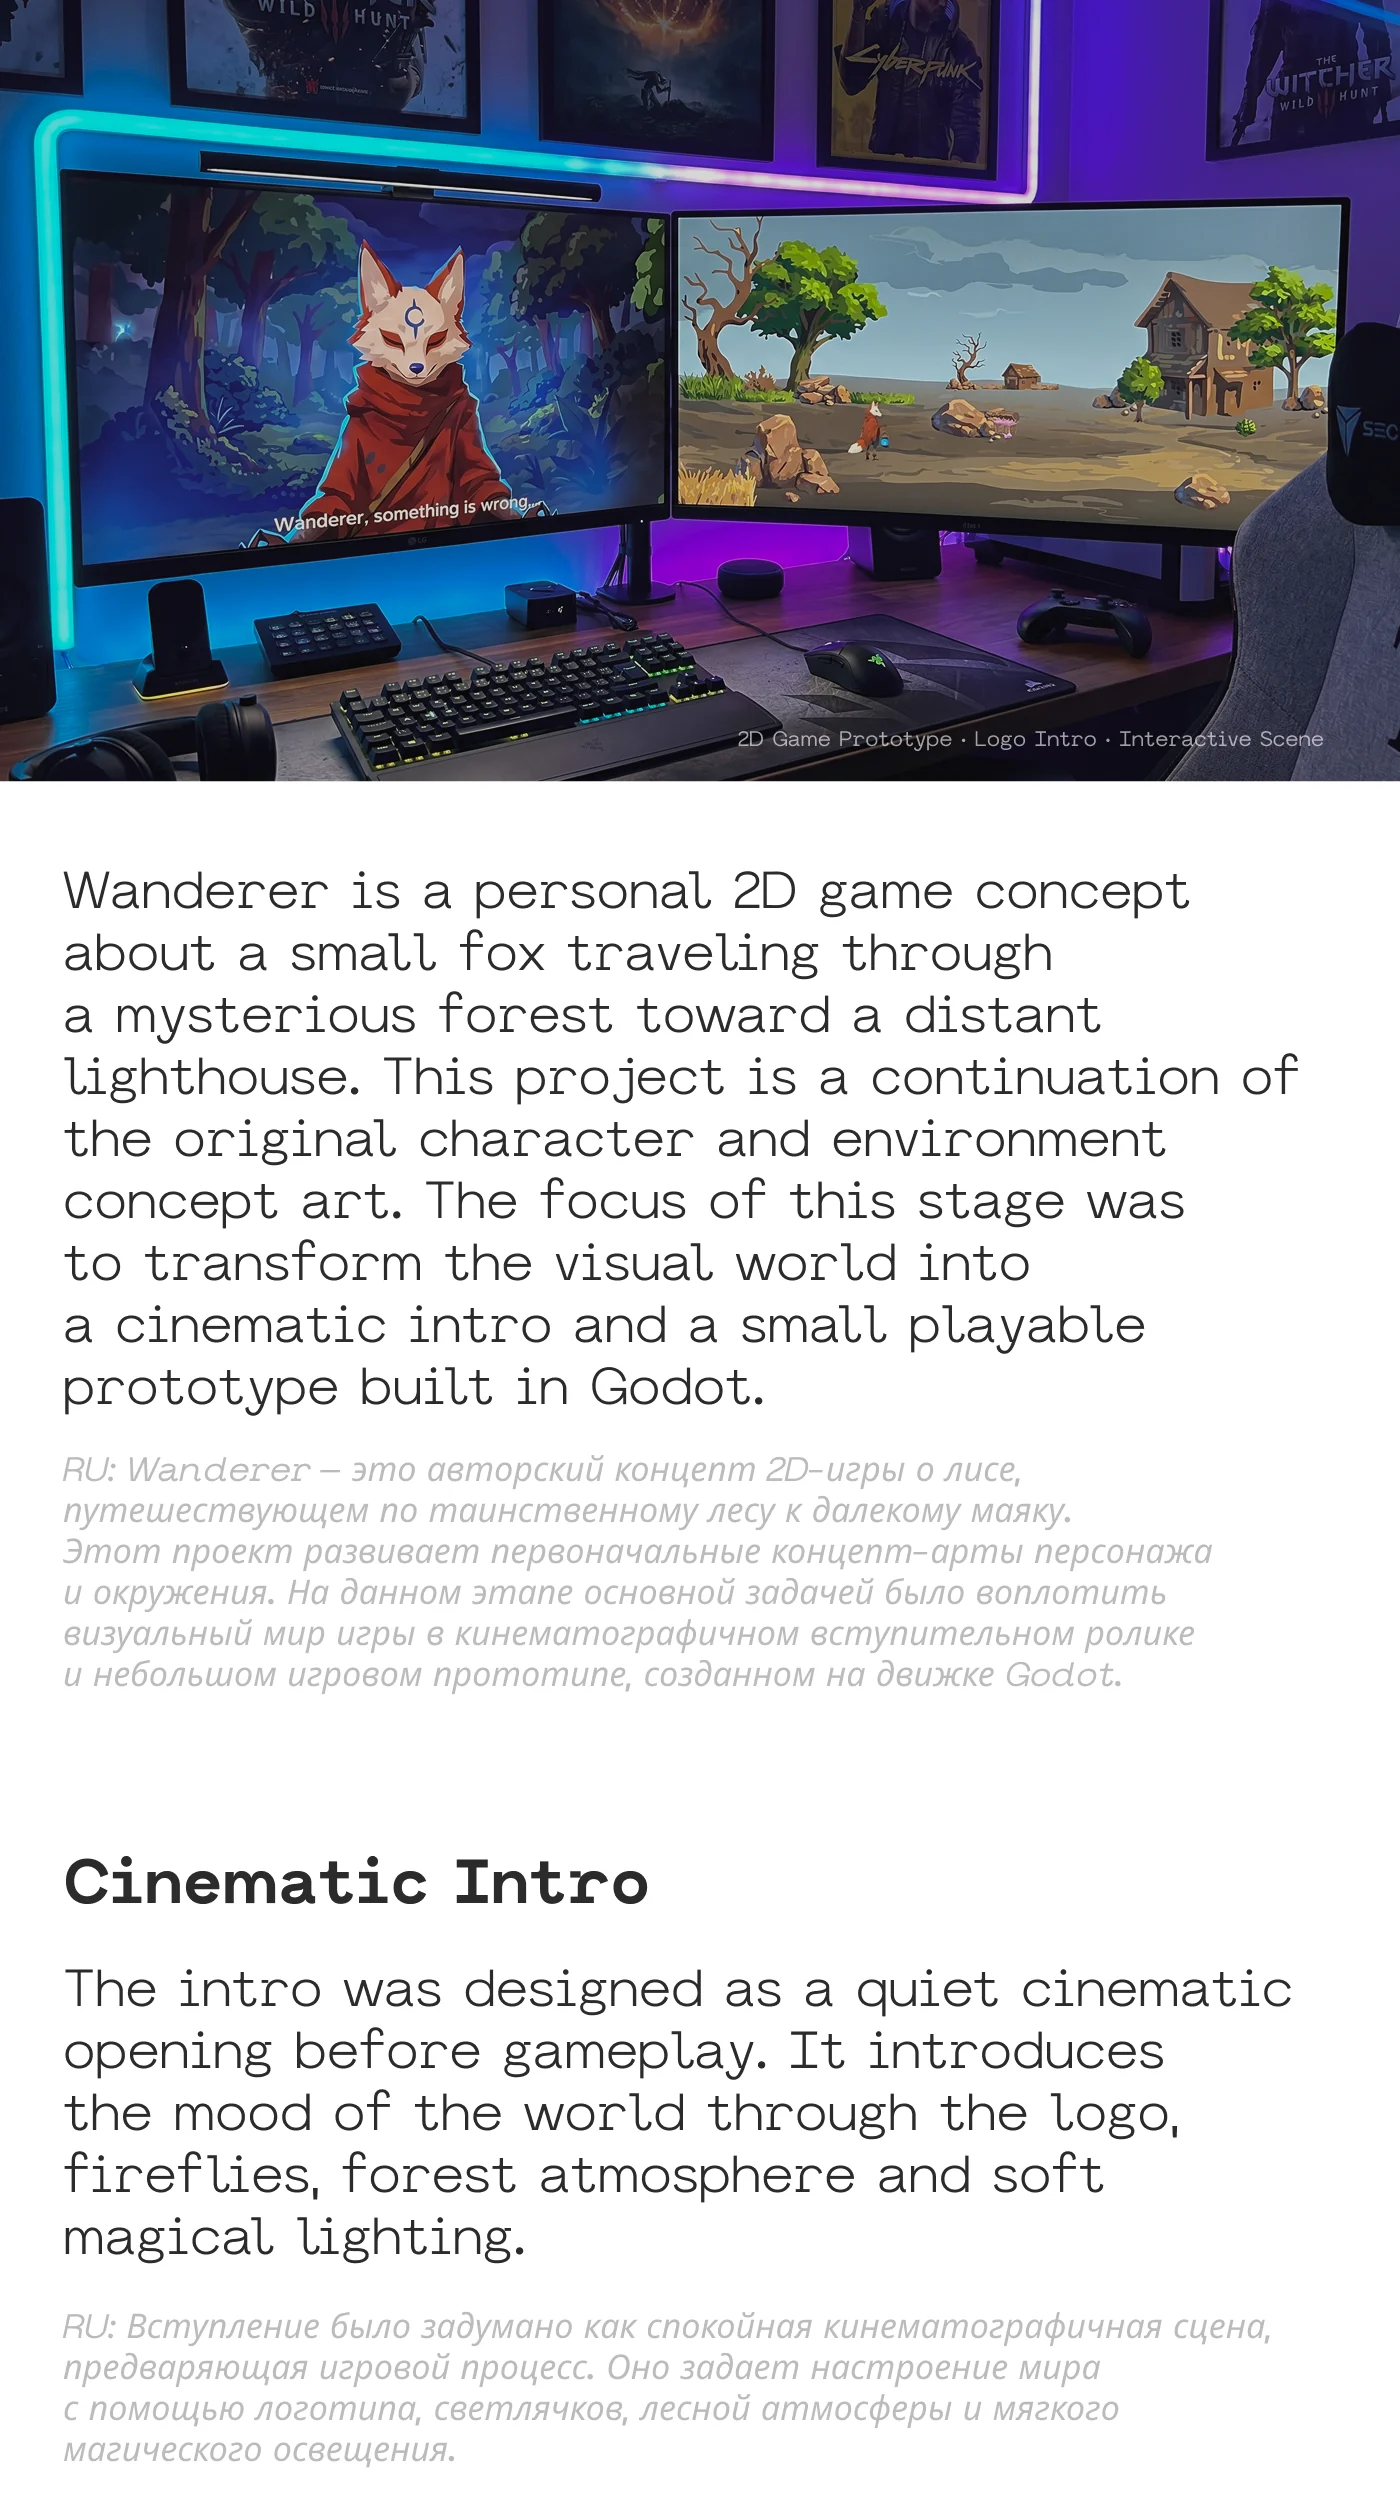 WILD HUNT
CYBERPUNK
THE
WITCHER
WILD HUNT
Wanderer, something is wrong...
LG
SEC
2D Game Prototype · Logo Intro · Interactive Scene
Wanderer is a personal 2D game concept
about a small fox traveling through
a mysterious forest toward a distant
lighthouse. This project is a continuation of
the original character and environment
concept art. The focus of this stage was
to transform the visual world into
a cinematic intro and a small playable
prototype built in Godot.
RU: Wanderer – это авторский концепт 2D-игры о лисе,
путешествующем по таинственному лесу к далекому маяку.
Этот проект развивает первоначальные концепт-арты персонажа
и окружения. На данном этапе основной задачей было воплотить
визуальный мир игры в кинематографичном вступительном ролике
и небольшом игровом прототипе, созданном на движке Godot.
Cinematic Intro
The intro was designed as a quiet cinematic
opening before gameplay. It introduces
the mood of the world through the logo,
fireflies, forest atmosphere and soft
magical lighting.
RU: Вступление было задумано как спокойная кинематографичная сцена,
предваряющая игровой процесс. Оно задает настроение мира
с помощью логотипа, светлячков, лесной атмосферы и мягкого
магического освещения.